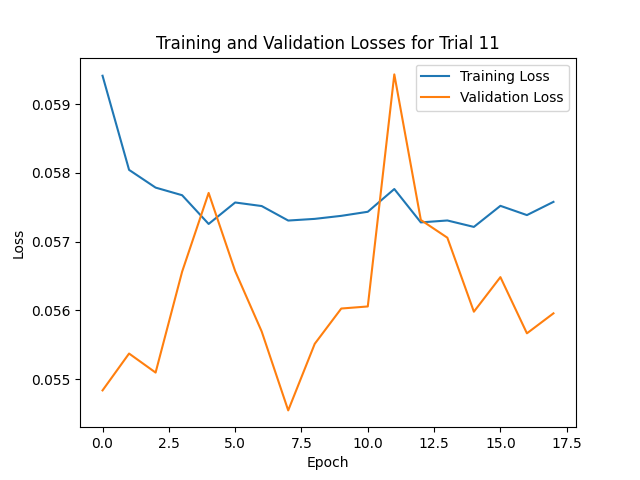 Training and Validation Losses for Trial 11
Training Loss
Validation Loss
0.059
0.058
0.057
0.056
0.055
Loss
0.0 2.5 5.0 7.5 10.0 12.5 15.0 17.5
Epoch